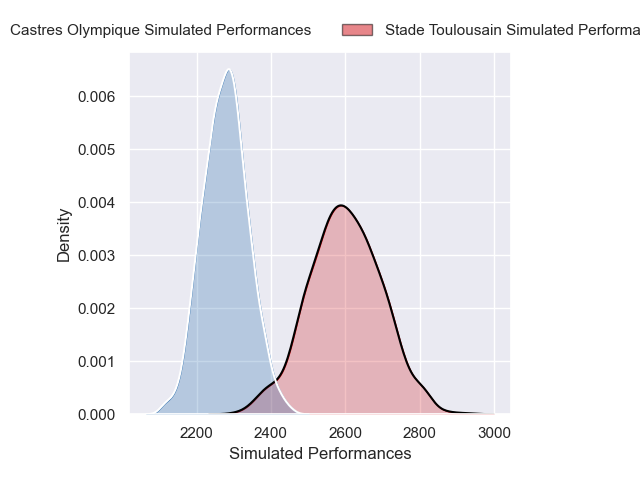 Castres Olympique Simulated Performances Stade Toulousain Simulated Performa
0.006
0.005
0.004
0.003
0.002
0.001
0.000
Density
2200 2400 2600 2800 3000
Simulated Performances